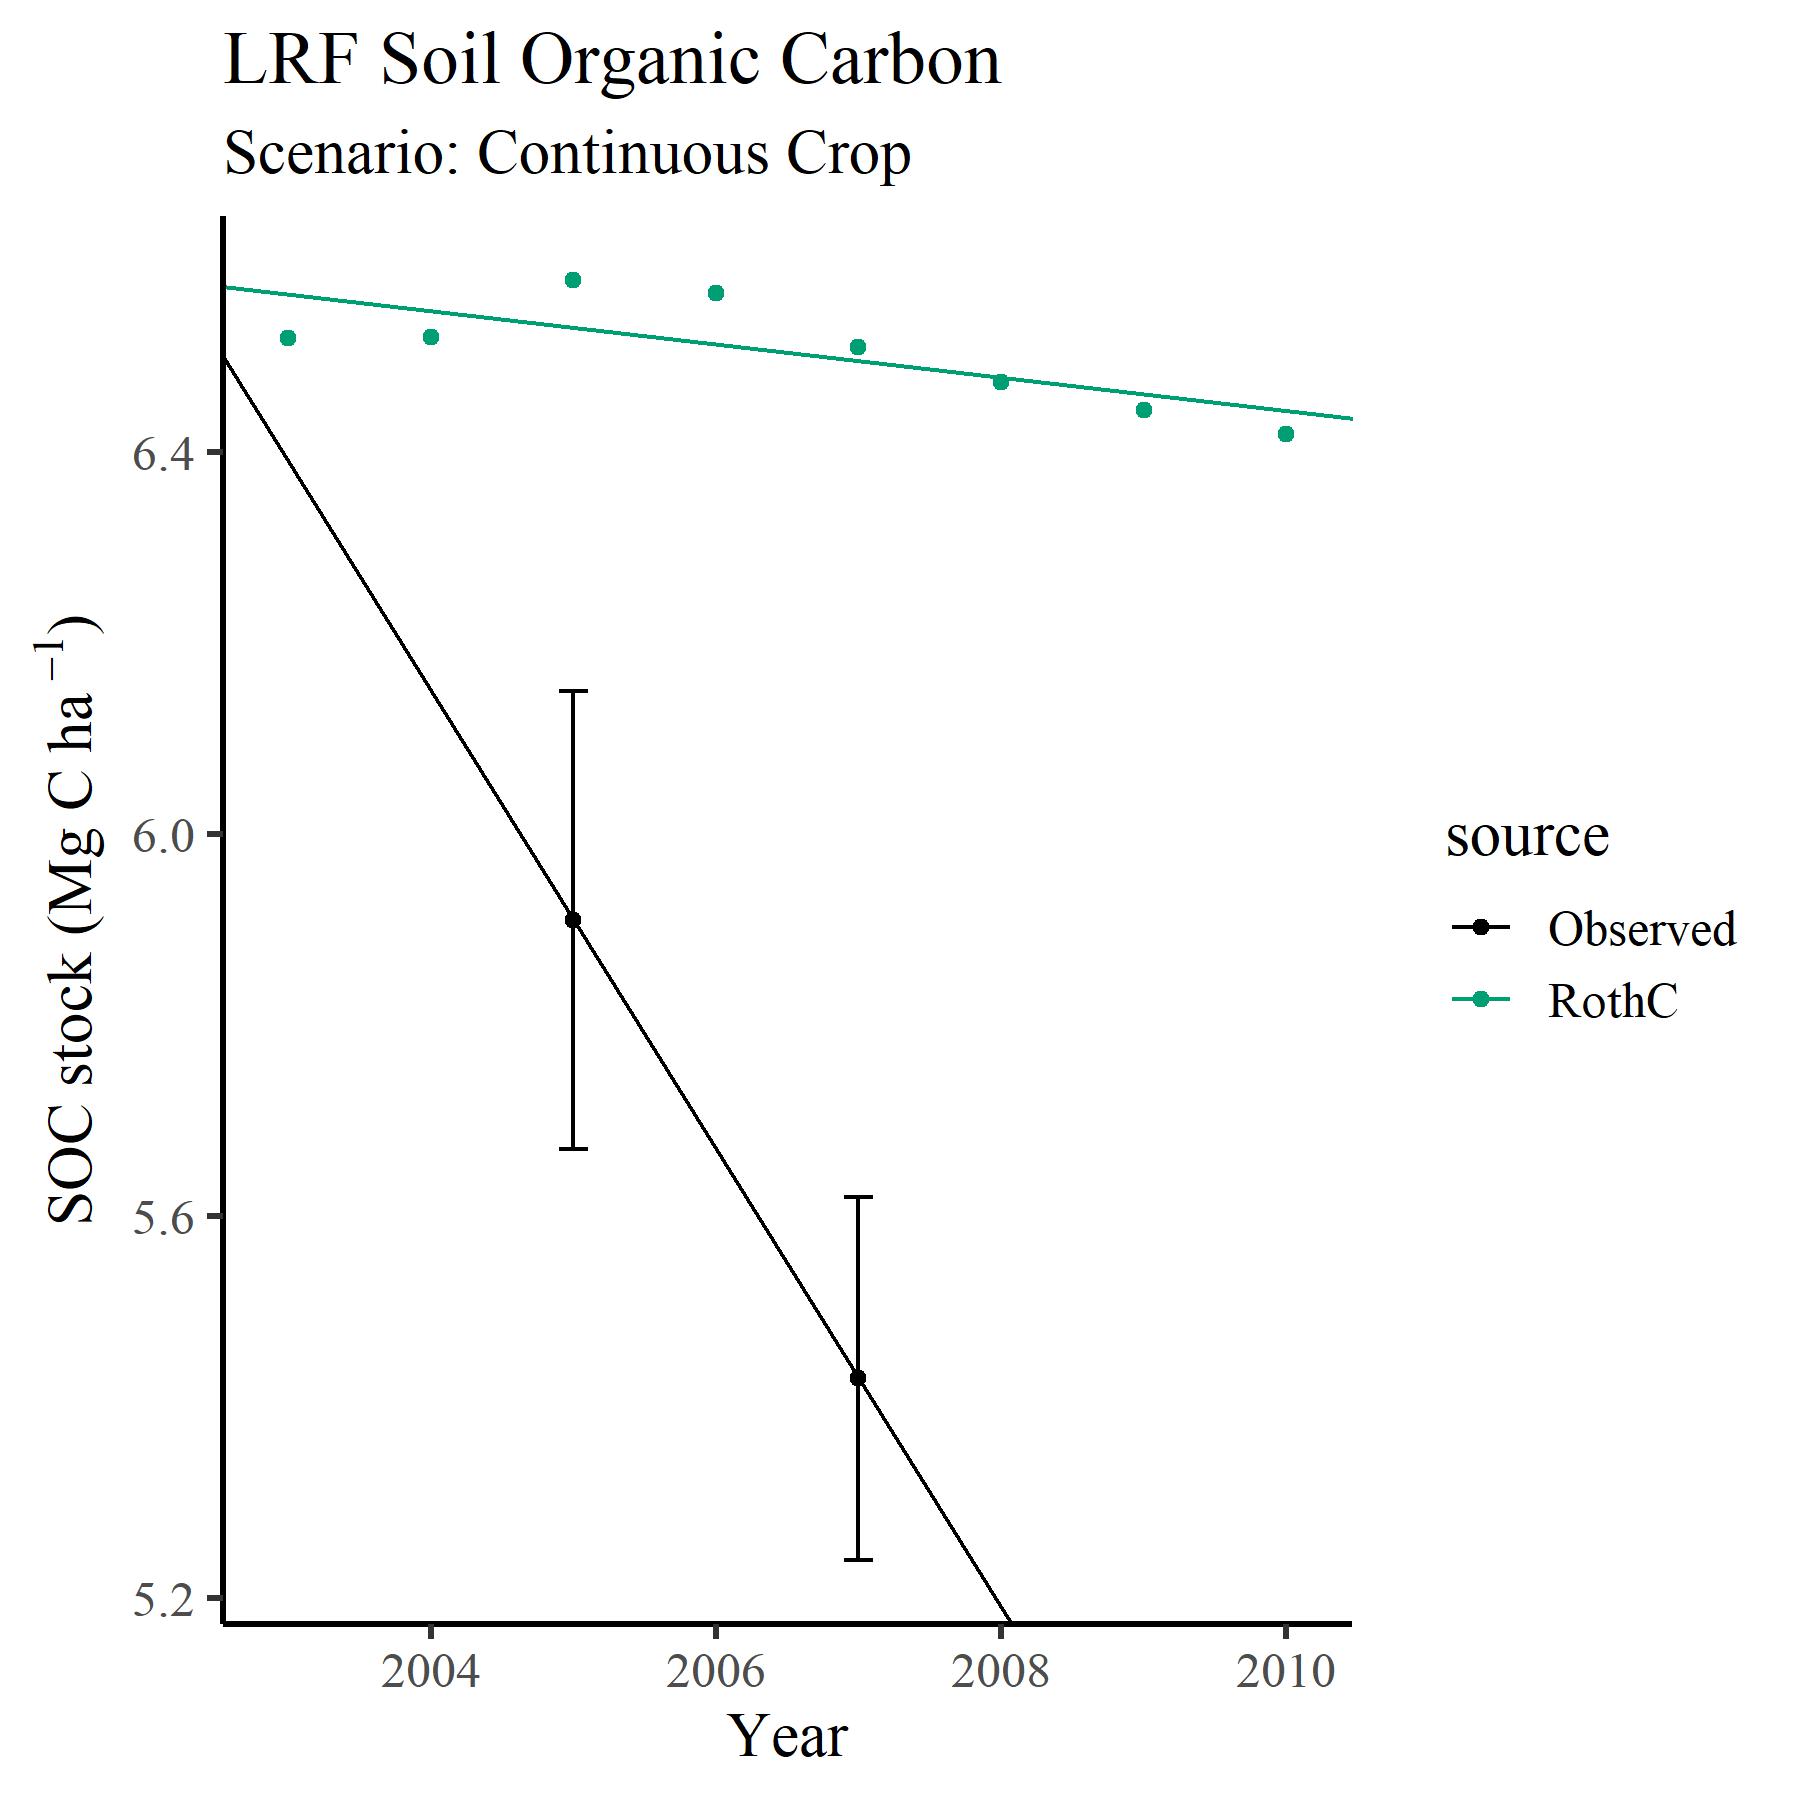 LRF Soil Organic Carbon
Scenario: Continuous Crop
SOC stock (Mg C ha ⁻¹)
6.4
6.0
5.6
5.2
2004 2006 2008 2010
Year
source
Observed
RothC